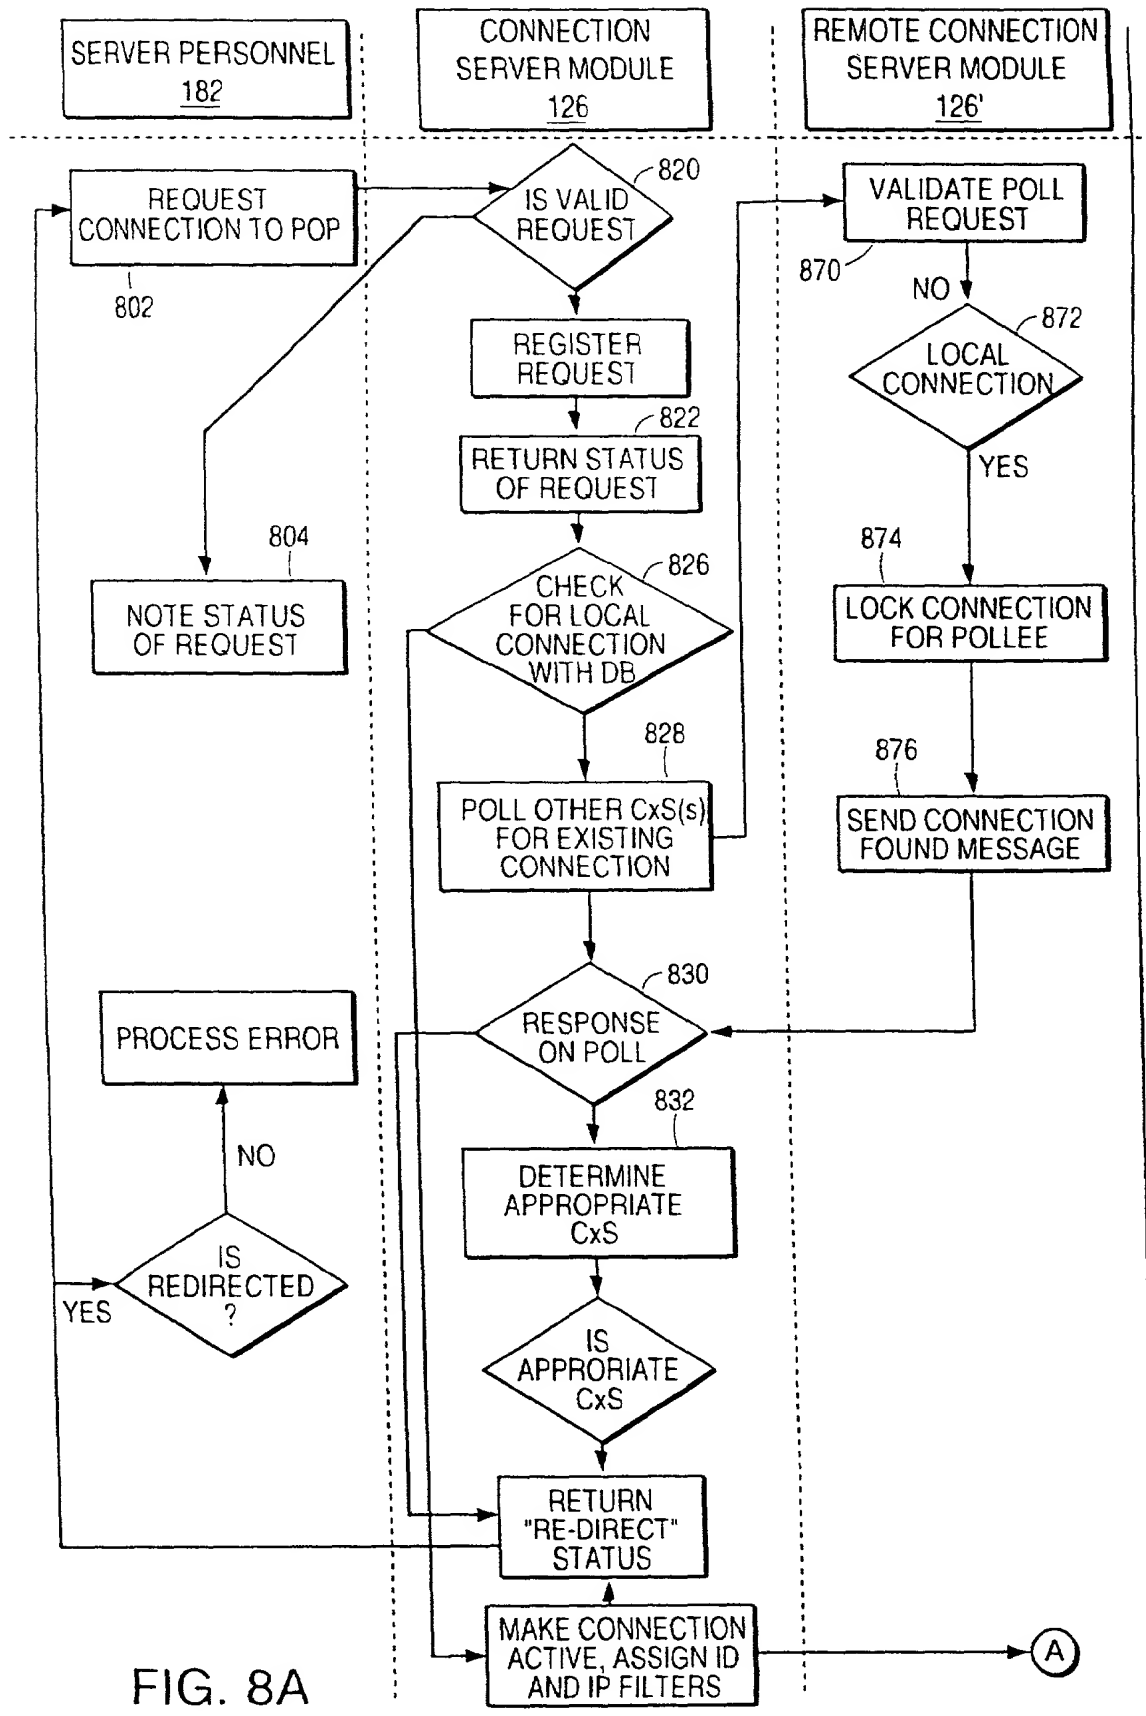 SERVER PERSONNEL
182
CONNECTION
SERVER MODULE
126
REMOTE CONNECTION
SERVER MODULE
126'
REQUEST
CONNECTION TO POP
802
IS VALID
REQUEST
820
VALIDATE POLL
REQUEST
870
NO
REGISTER
REQUEST
LOCAL
CONNECTION
872
YES
822
RETURN STATUS
OF REQUEST
804
NOTE STATUS
OF REQUEST
826
CHECK
FOR LOCAL
CONNECTION
WITH DB
874
LOCK CONNECTION
FOR POLLEE
828
POLL OTHER CxS(s)
FOR EXISTING
CONNECTION
876
SEND CONNECTION
FOUND MESSAGE
830
RESPONSE
ON POLL
PROCESS ERROR
NO
832
DETERMINE
APPROPRIATE
CxS
IS
REDIRECTED
?
YES
IS
APPRORIATE
CxS
RETURN
"RE-DIRECT"
STATUS
MAKE CONNECTION
ACTIVE, ASSIGN ID
AND IP FILTERS
A
FIG. 8A